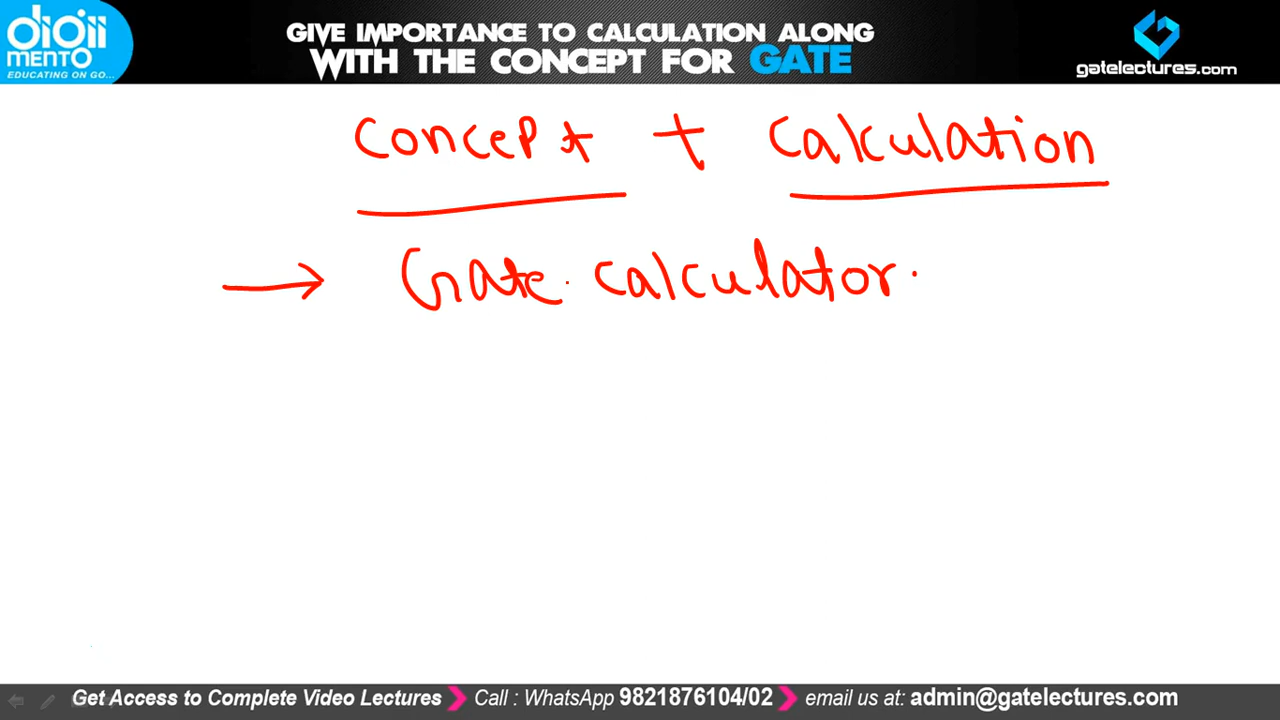 digii
mento
EDUCATING ON GO...
GIVE IMPORTANCE TO CALCULATION ALONG
WITH THE CONCEPT FOR GATE
gatelectures.com
Concept + Calculation
→ Gate. Calculator.
Get Access to Complete Video Lectures Call : WhatsApp 9821876104/02 email us at: admin@gatelectures.com